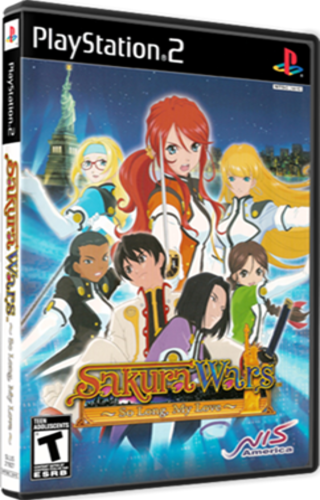 PlayStation.2
PlayStation.2
Sakura Wars
~ So Long, My Love ~
Sakura Wars
~ So Long, My Love ~
TEEN
ADOLESCENTS
T
ESRB
NIS
America